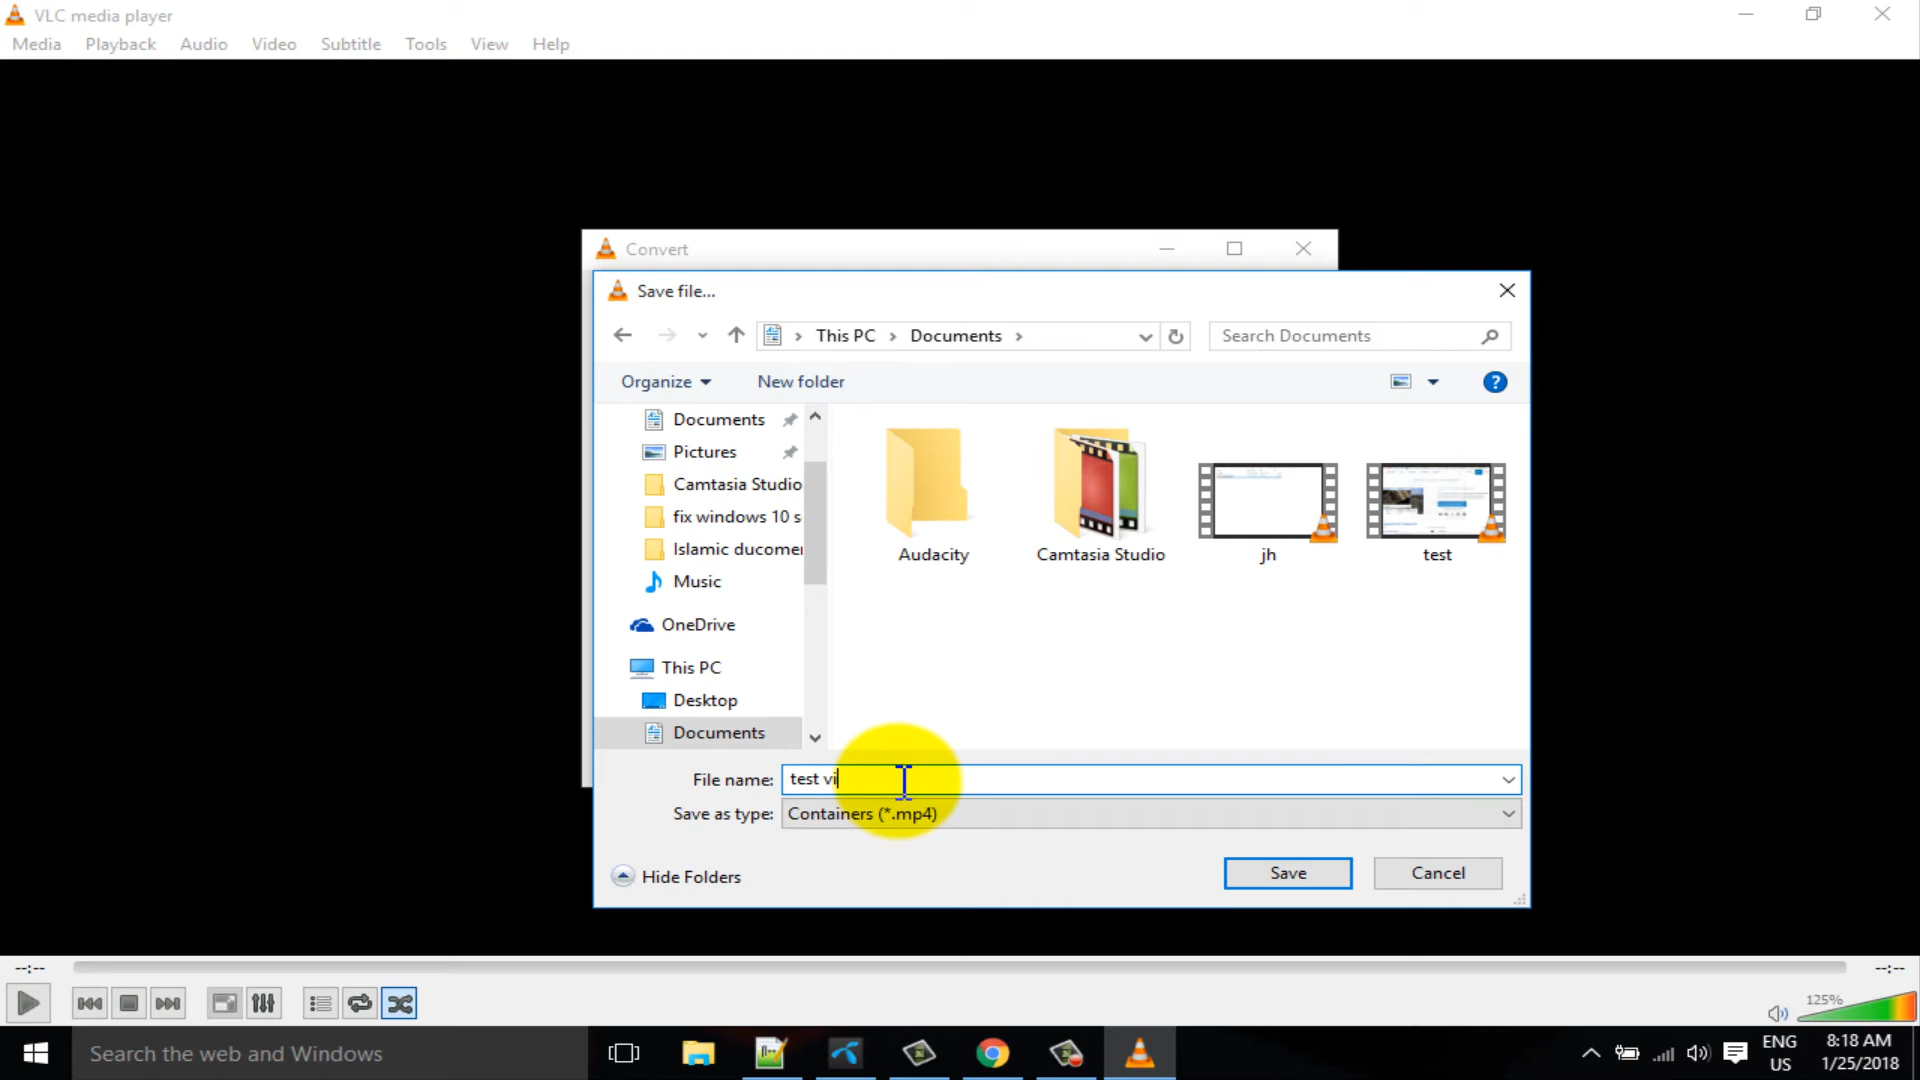 VLC media player
Media Playback Audio Video Subtitle Tools View Help
Convert
Save file...
This PC Documents
Search Documents
Organize New folder
Documents
Pictures
Camtasia Studio
fix windows 10 s
Islamic ducomer
Music
OneDrive
This PC
Desktop
Documents
Audacity Camtasia Studio jh test
File name: test vi
Save as type: Containers (*.mp4)
Hide Folders
Save Cancel
--:-- --:--
125%
Search the web and Windows
ENG
US
8:18 AM
1/25/2018